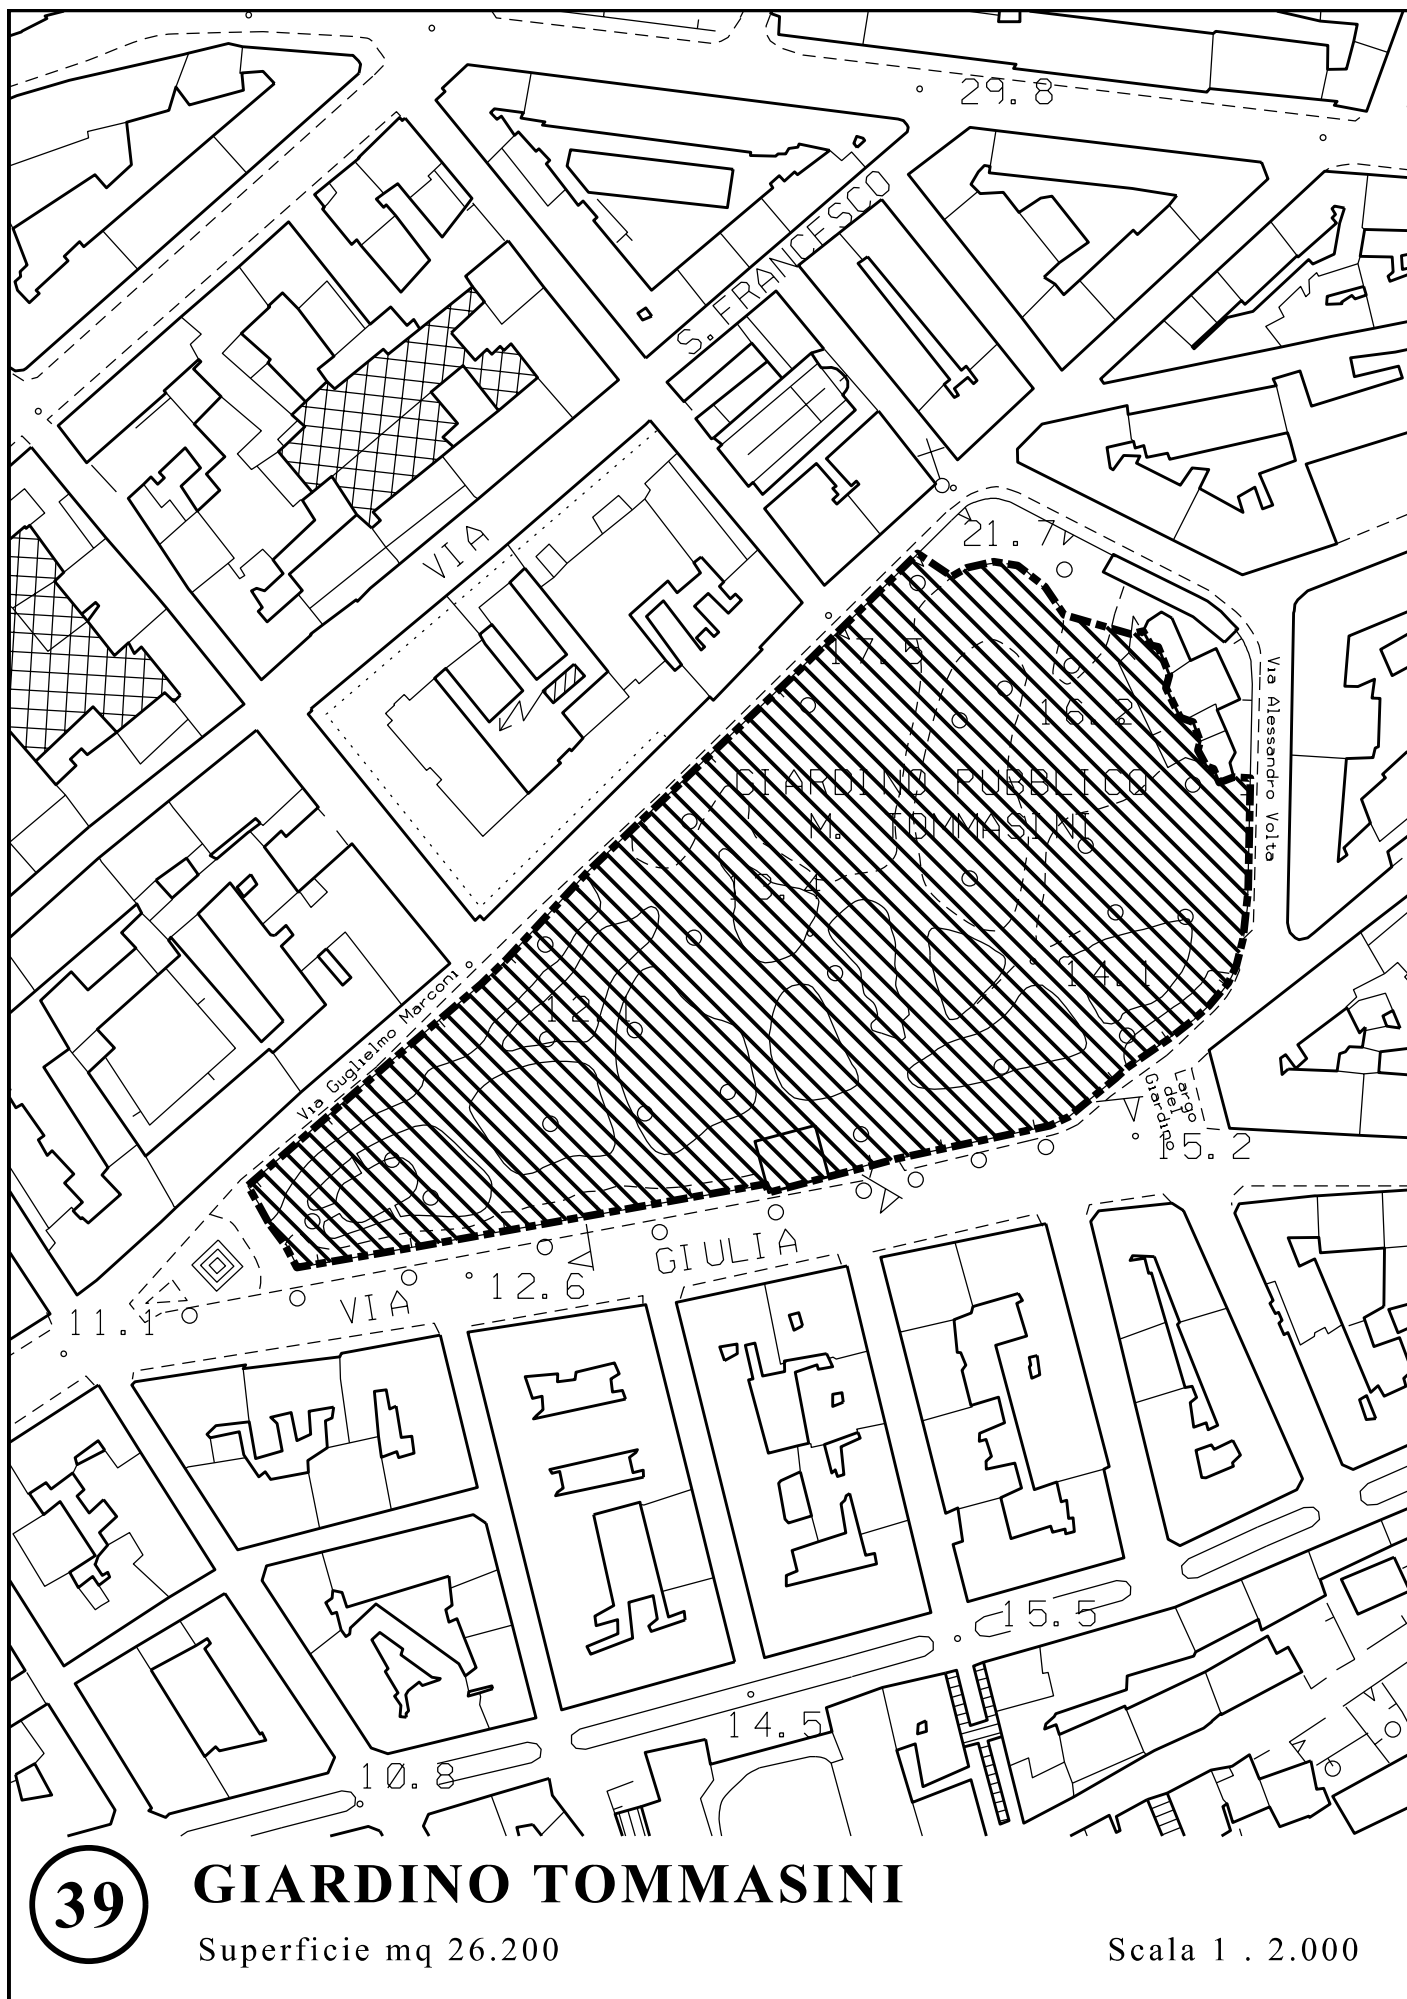 29.8
S. FRANCESCO
VIA
21.7
17.5
16.2
Via Alessandro Volta
GIARDINO PUBBLICO
M. TOMMASINI
13.4
14.1
12.1
Via Guglielmo Marconi
Largo
del
Giardino
15.2
GIULIA
12.6
VIA
11.1
15.5
14.5
10.8
39
GIARDINO TOMMASINI
Superficie mq 26.200
Scala 1 . 2.000